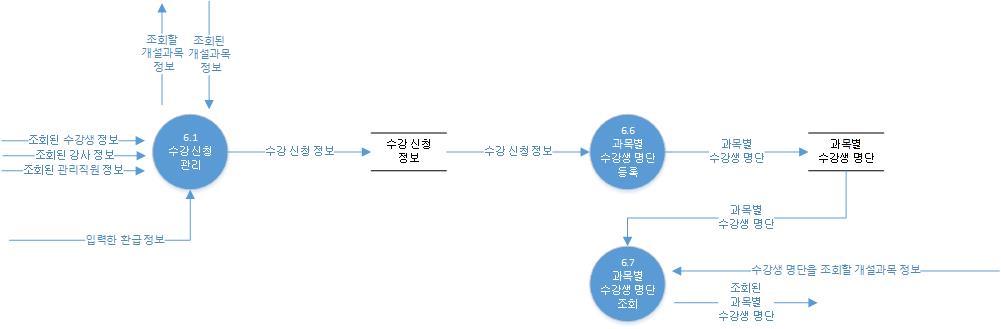 조회할
개설과목
정보
조회된
개설과목
정보
조회된 수강생 정보
조회된 강사 정보
조회된 관리직원 정보
6.1
수강 신청
관리
수강 신청 정보
수강 신청
정보
수강 신청 정보
6.6
과목별
수강생 명단
등록
과목별
수강생 명단
과목별
수강생 명단
입력한 환급 정보
과목별
수강생 명단
6.7
과목별
수강생 명단
조회
수강생 명단을 조회할 개설과목 정보
조회된
과목별
수강생 명단